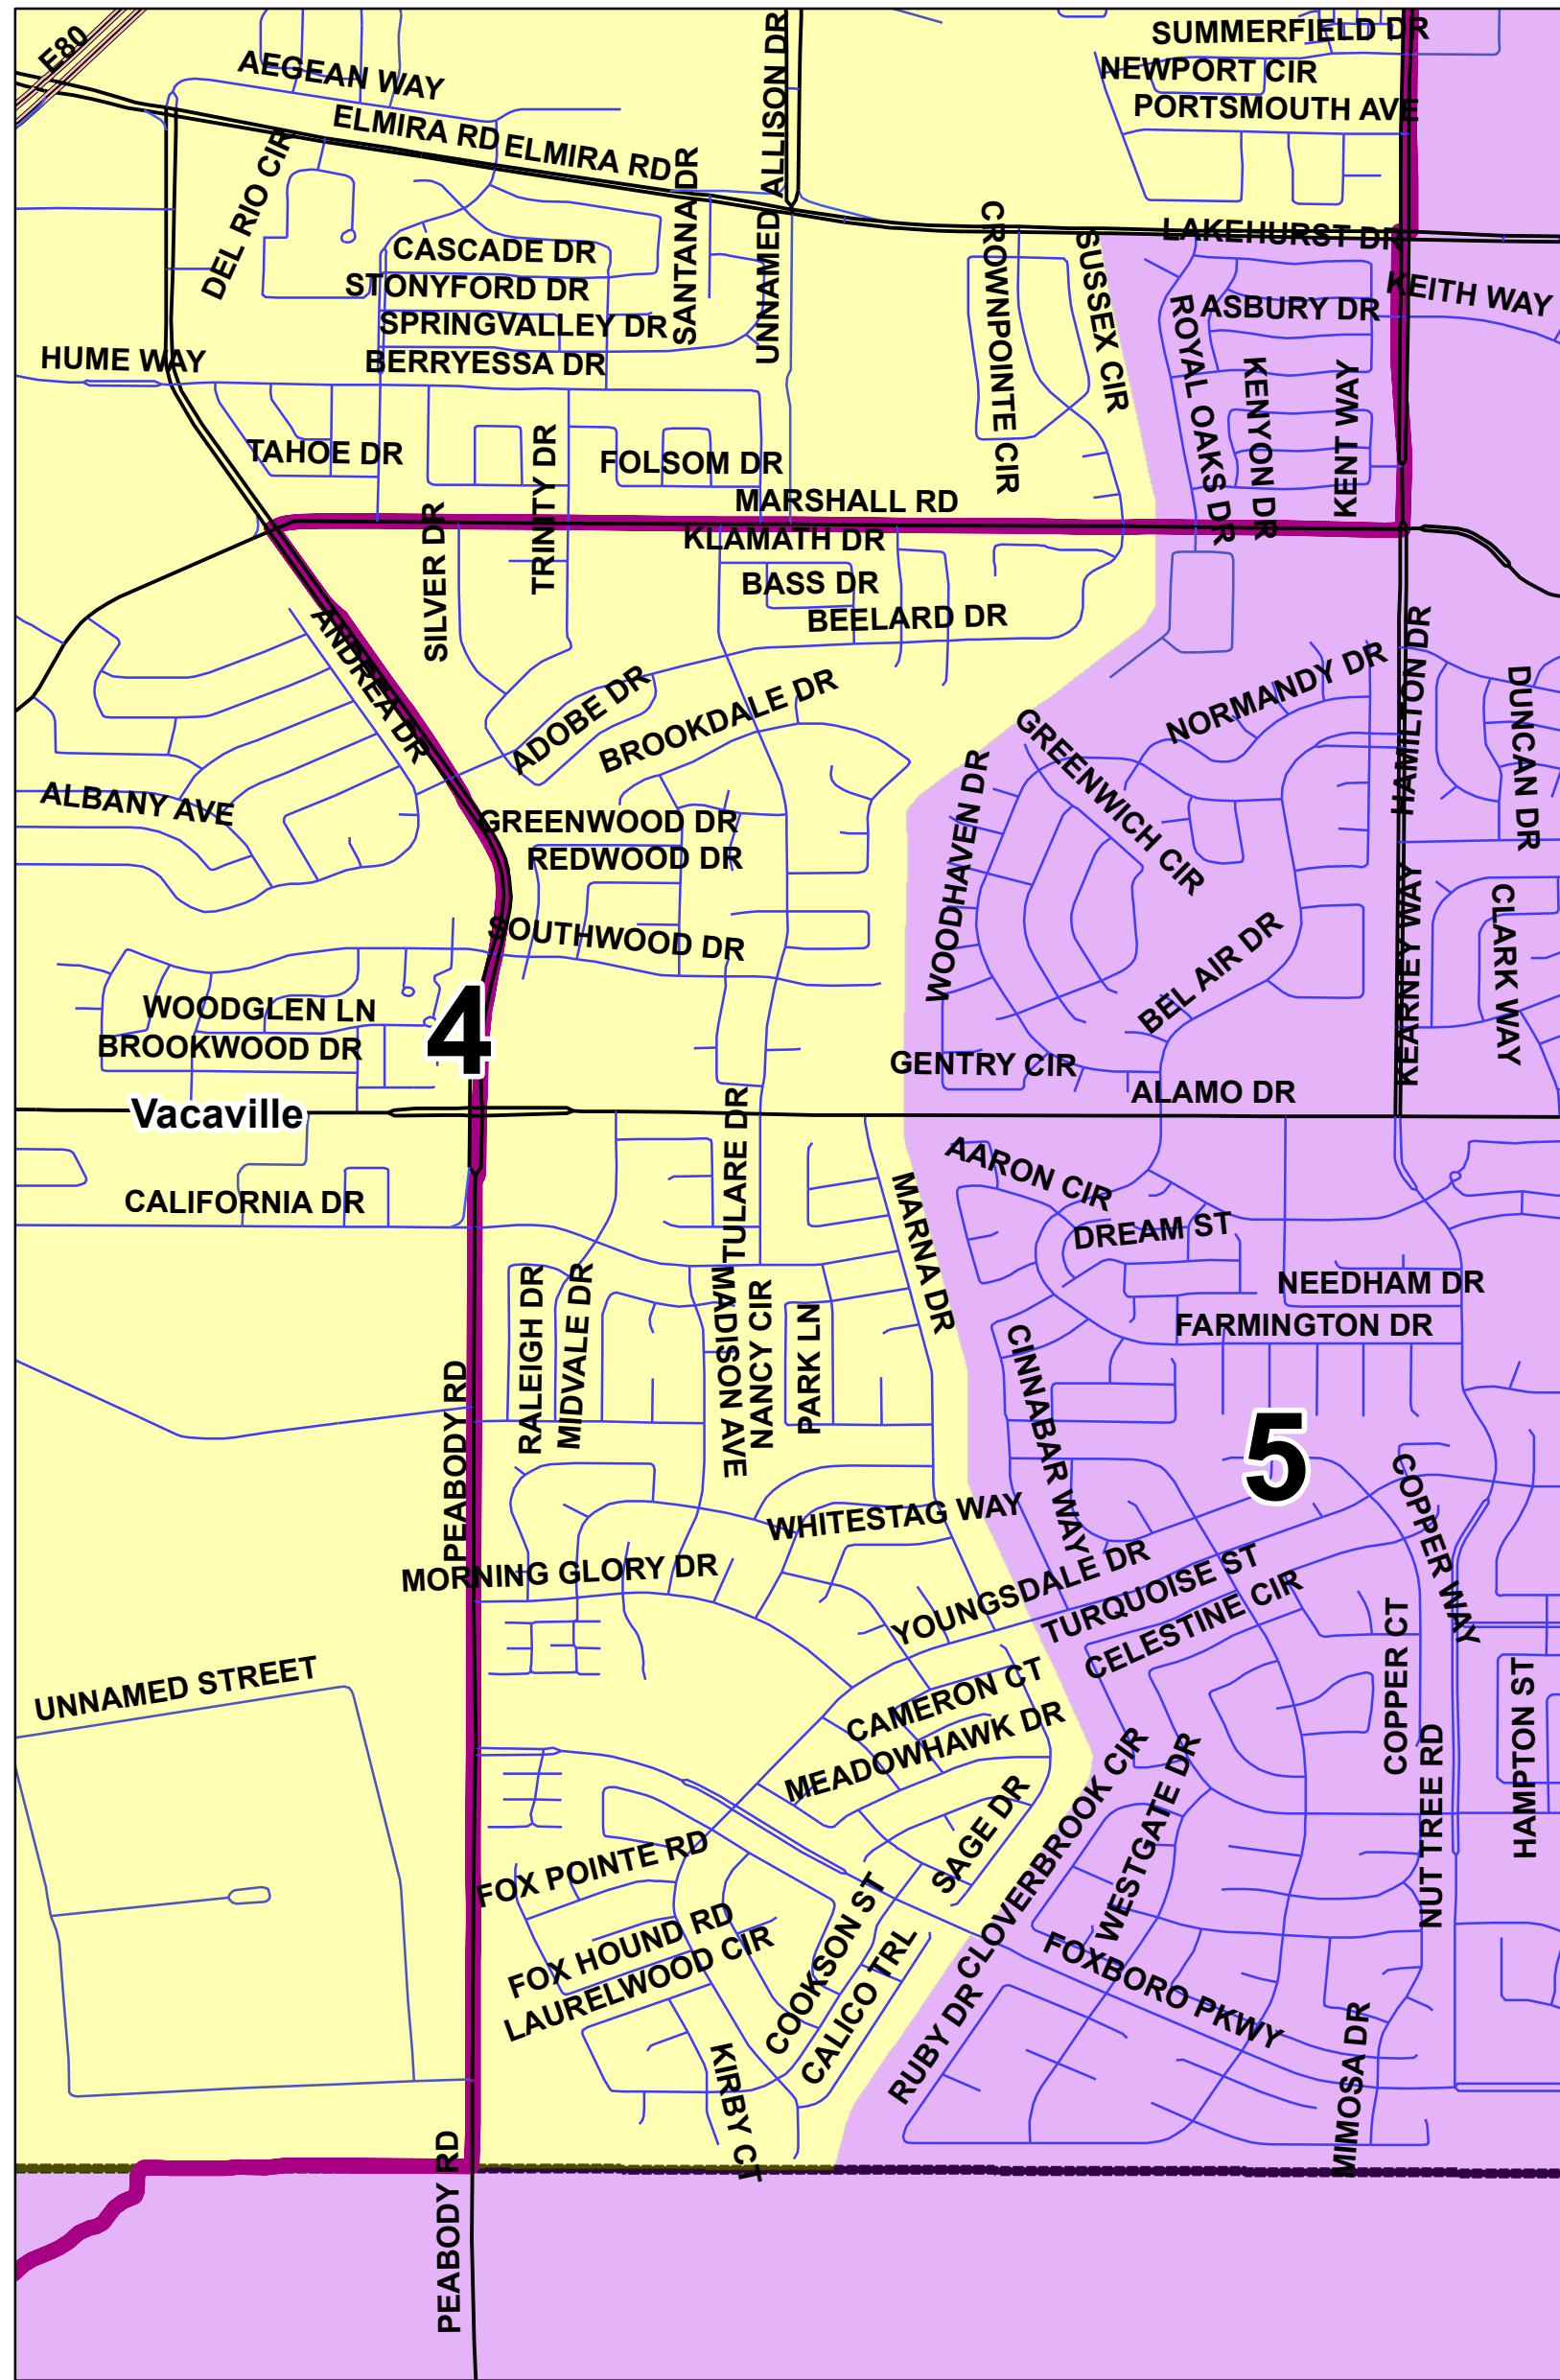 SUMMERFIELD DR
E80
AEGEAN WAY
NEWPORT CIR
PORTSMOUTH AVE
ALLISON DR
ELMIRA RD
ELMIRA RD
DEL RIO CIR
SANTANA DR
UNNAMED
LAKEHURST DR
CASCADE DR
STONYFORD DR
SPRINGVALLEY DR
BERRYESSA DR
CROWNPOINTE CIR
SUSSEX CIR
KEITH WAY
ASBURY DR
ROYAL OAKS DR
KENYON DR
KENT WAY
HUME WAY
TAHOE DR
TRINITY DR
FOLSOM DR
MARSHALL RD
SILVER DR
KLAMATH DR
BASS DR
BEELARD DR
ANDREA DR
ADOBE DR
BROOKDALE DR
NORMANDY DR
HAMILTON DR
DUNCAN DR
GREENWICH CIR
WOODHAVEN DR
ALBANY AVE
GREENWOOD DR
REDWOOD DR
SOUTHWOOD DR
BEL AIR DR
KEARNEY WAY
CLARK WAY
WOODGLEN LN
BROOKWOOD DR
4
GENTRY CIR
ALAMO DR
Vacaville
TULARE DR
AARON CIR
CALIFORNIA DR
MARNA DR
DREAM ST
NEEDHAM DR
FARMINGTON DR
RALEIGH DR
MIDVALE DR
MADISON AVE
NANCY CIR
PARK LN
CINNABAR WAY
PEABODY RD
5
COPPER WAY
WHITESTAG WAY
MORNING GLORY DR
YOUNGSDALE DR
TURQUOISE ST
CELESTINE CIR
COPPER CT
UNNAMED STREET
CAMERON CT
MEADOWHAWK DR
HAMPTON ST
NUT TREE RD
SAGE DR
CLOVERBROOK CIR
WESTGATE DR
FOX POINTE RD
FOX HOUND RD
LAURELWOOD CIR
COOKSON ST
CALICO TRL
FOXBORO PKWY
RUBY DR
MIMOSA DR
KIRBY CT
PEABODY RD